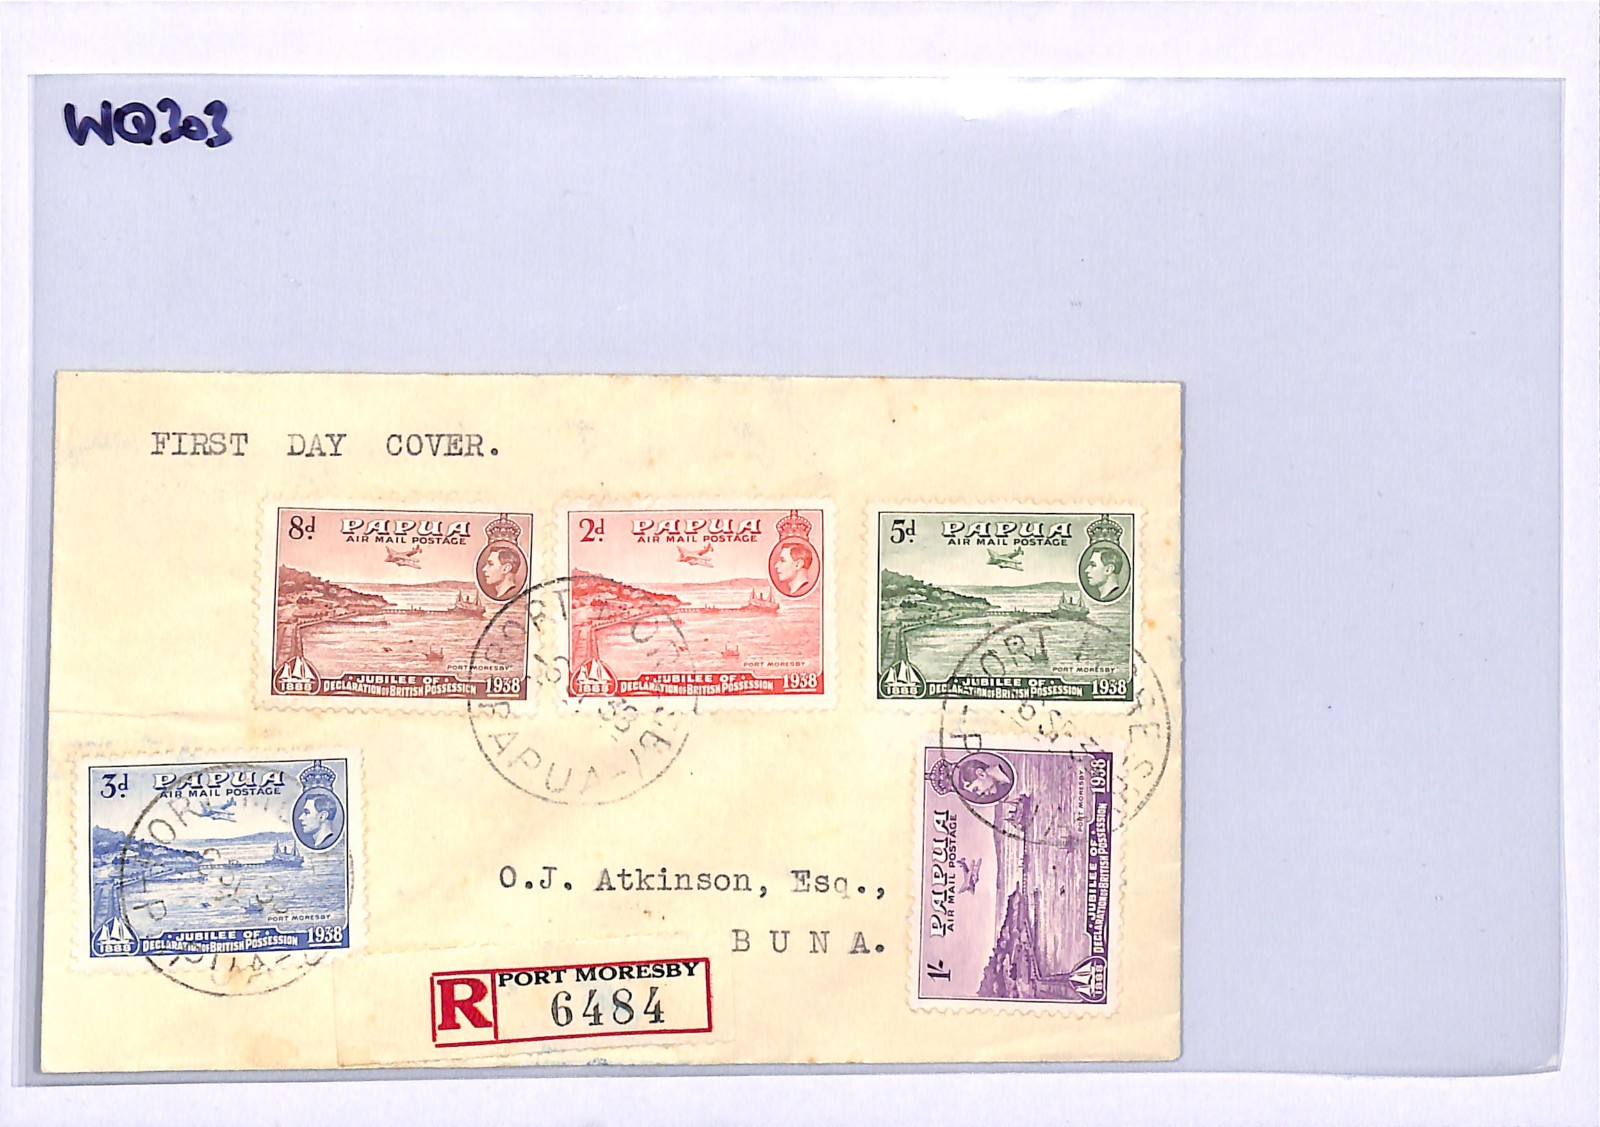 WQ303
FIRST DAY COVER.
8d PAPUA
AIR MAIL POSTAGE
PORT MORESBY
JUBILEE OF
1888 DECLARATION OF BRITISH POSSESSION 1938
2d PAPUA
AIR MAIL POSTAGE
PORT MORESBY
JUBILEE OF
1888 DECLARATION OF BRITISH POSSESSION 1938
5d PAPUA
AIR MAIL POSTAGE
PORT MORESBY
JUBILEE OF
1888 DECLARATION OF BRITISH POSSESSION 1938
3d PAPUA
AIR MAIL POSTAGE
PORT MORESBY
JUBILEE OF
1888 DECLARATION OF BRITISH POSSESSION 1938
1/- PAPUA
AIR MAIL POSTAGE
PORT MORESBY
JUBILEE OF
1888 DECLARATION OF BRITISH POSSESSION 1938
O.J. Atkinson, Esq.,
BUNA.
R PORT MORESBY
6484